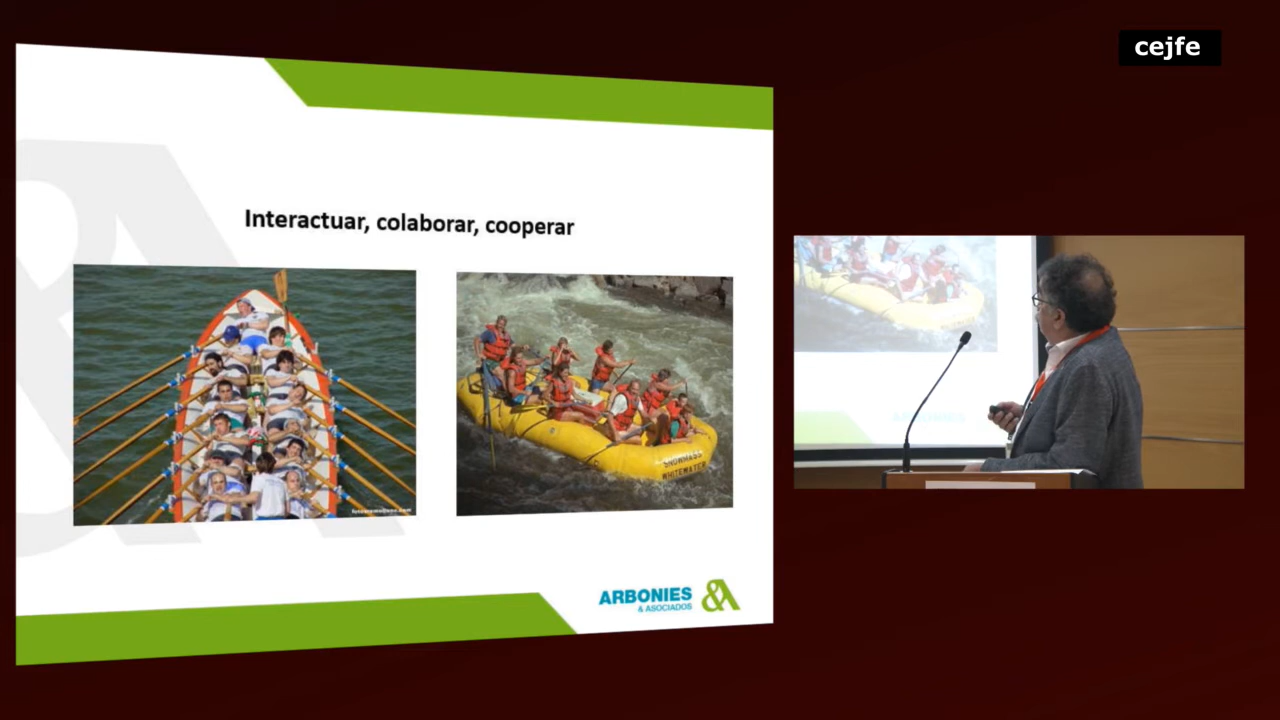 cejfe
Interactuar, colaborar, cooperar
SNOWMASS
WHITEWATER
ARBONIES
& ASOCIADOS